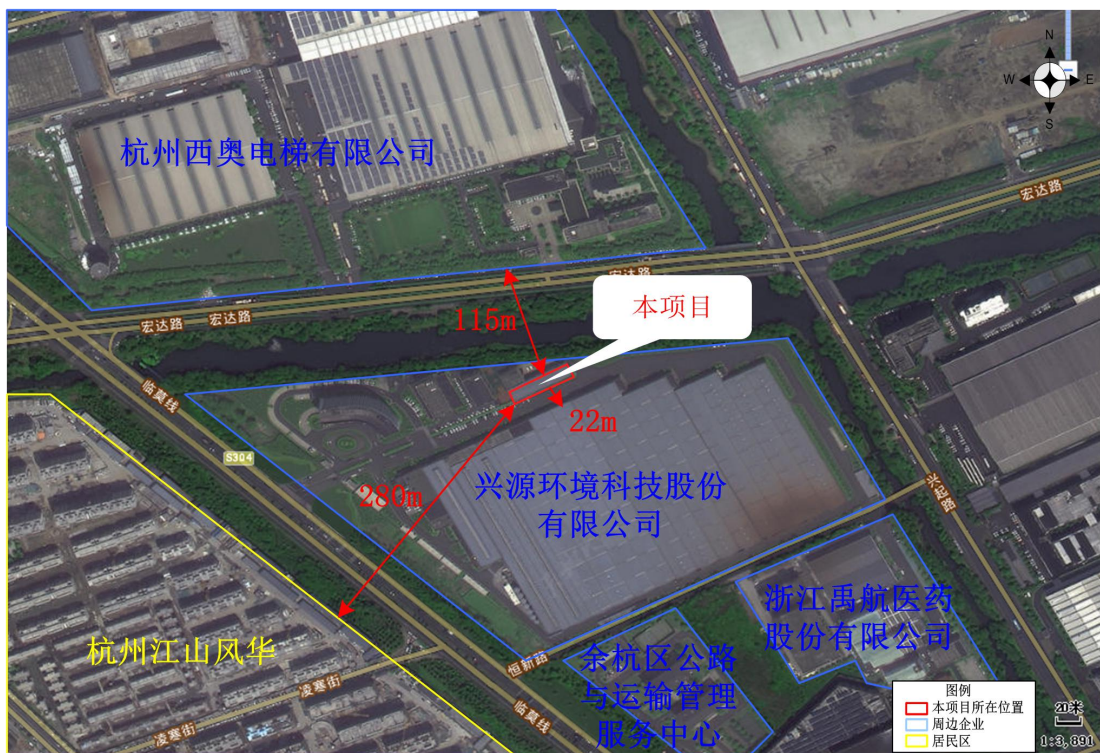 N
W
E
S
杭州西奥电梯有限公司
宏达路
宏达路
本项目
115m
宏达路
宏达路
临莫线
22m
S304
280m
兴源环境科技股份
有限公司
兴起路
浙江禹航医药
股份有限公司
杭州江山风华
恒新路
余杭区公路
与运输管理
服务中心
凌寒街
临莫线
凌寒街
图例
本项目所在位置
周边企业
居民区
20米
1:3,891